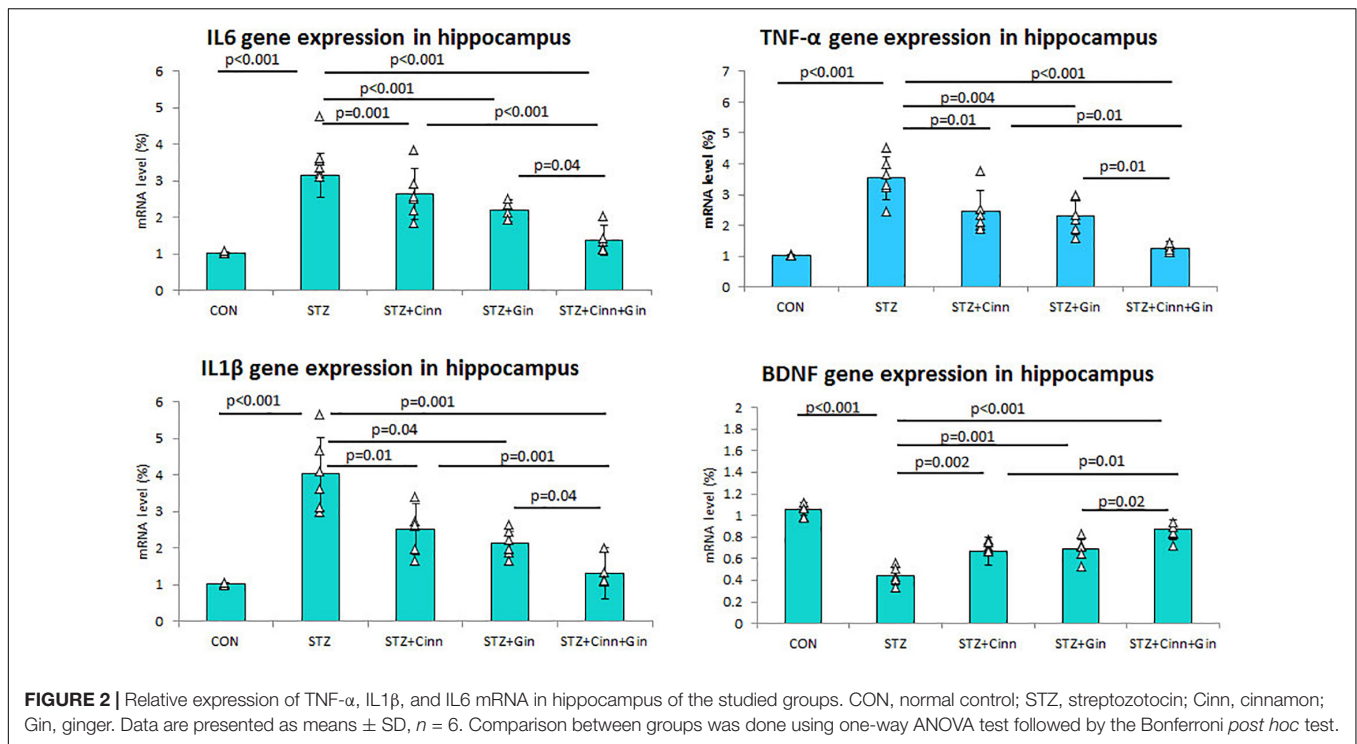 IL6 gene expression in hippocampus
p<0.001
p<0.001
p<0.001
p=0.001
p<0.001
p=0.04
mRNA level (%)
6
5
4
3
2
1
0
CON STZ STZ+Cinn STZ+Gin STZ+Cinn+Gin
TNF-α gene expression in hippocampus
p<0.001
p<0.001
p=0.004
p=0.01
p=0.01
p=0.01
mRNA level (%)
7
6
5
4
3
2
1
0
CON STZ STZ+Cinn STZ+Gin STZ+Cinn+Gin
IL1β gene expression in hippocampus
p<0.001
p=0.001
p=0.04
p=0.01
p=0.001
p=0.04
mRNA level (%)
6
5
4
3
2
1
0
CON STZ STZ+Cinn STZ+Gin STZ+Cinn+Gin
BDNF gene expression in hippocampus
p<0.001
p<0.001
p=0.001
p=0.002
p=0.01
p=0.02
mRNA level (%)
2
1.8
1.6
1.4
1.2
1
0.8
0.6
0.4
0.2
0
CON STZ STZ+Cinn STZ+Gin STZ+Cinn+Gin
FIGURE 2 | Relative expression of TNF-α, IL1β, and IL6 mRNA in hippocampus of the studied groups. CON, normal control; STZ, streptozotocin; Cinn, cinnamon;
Gin, ginger. Data are presented as means ± SD, n = 6. Comparison between groups was done using one-way ANOVA test followed by the Bonferroni post hoc test.